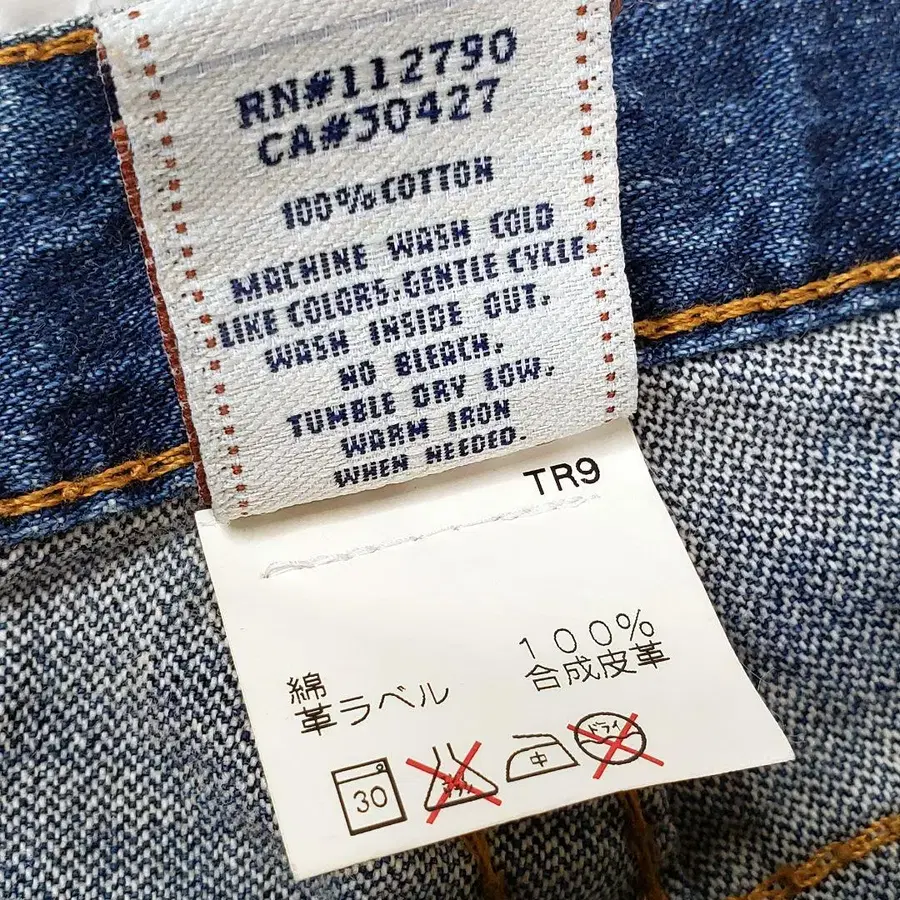 RN#112790
CA#30427
100% COTTON
MACHINE WASH COLD
LIKE COLORS. GENTLE CYCLE
WASH INSIDE OUT.
NO BLEACH.
TUMBLE DRY LOW.
WARM IRON
WHEN NEEDED.
TR9
綿 100%
革ラベル 合成皮革
30 中 ドライ